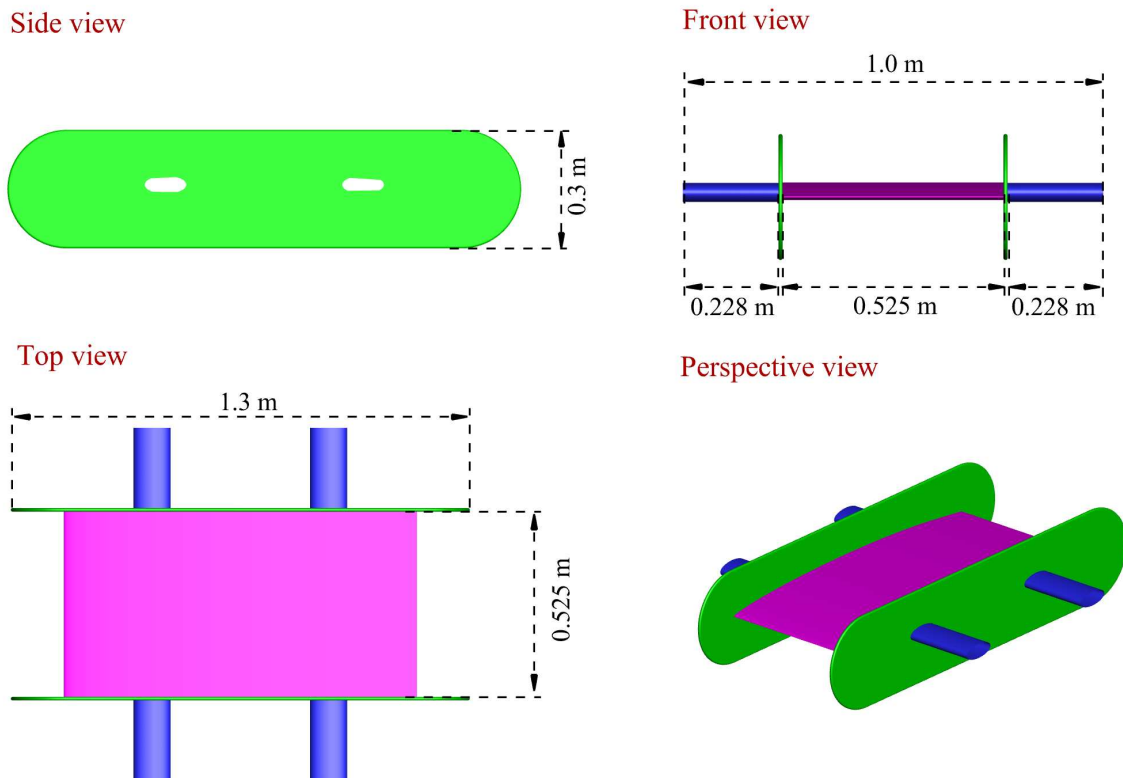 Side view
0.3 m
Front view
1.0 m
0.228 m
0.525 m
0.228 m
Top view
1.3 m
0.525 m
Perspective view